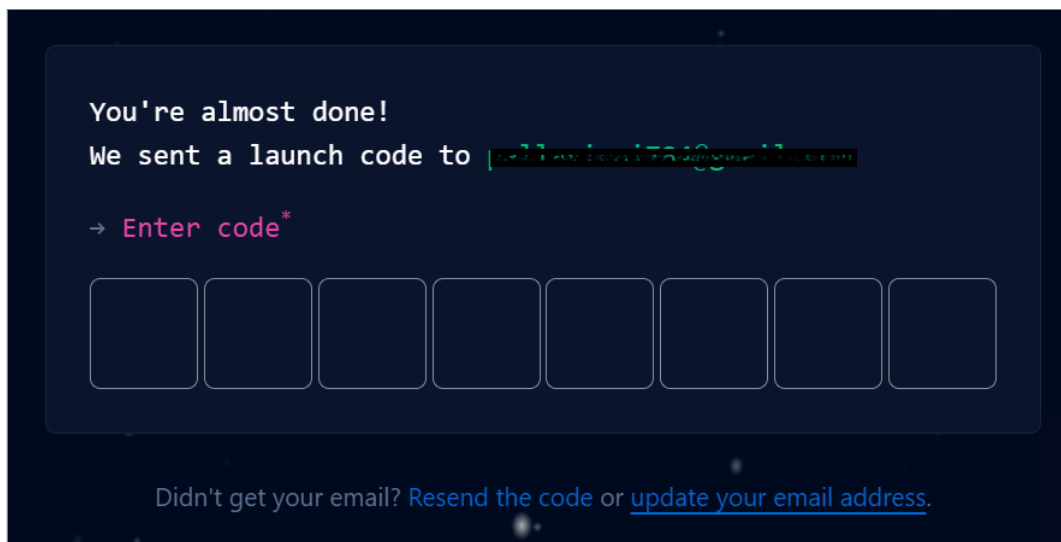 You're almost done!
We sent a launch code to
→ Enter code*
Didn't get your email? Resend the code or update your email address.